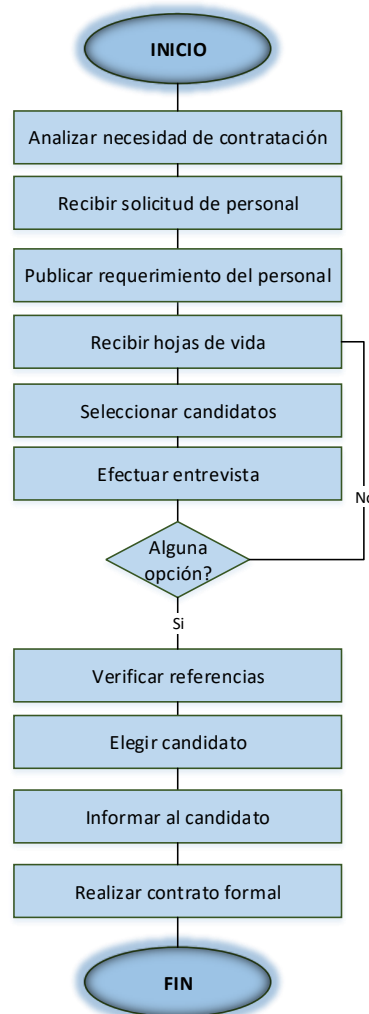 INICIO
Analizar necesidad de contratación
Recibir solicitud de personal
Publicar requerimiento del personal
Recibir hojas de vida
Seleccionar candidatos
Efectuar entrevista
No
Alguna
opción?
Si
Verificar referencias
Elegir candidato
Informar al candidato
Realizar contrato formal
FIN